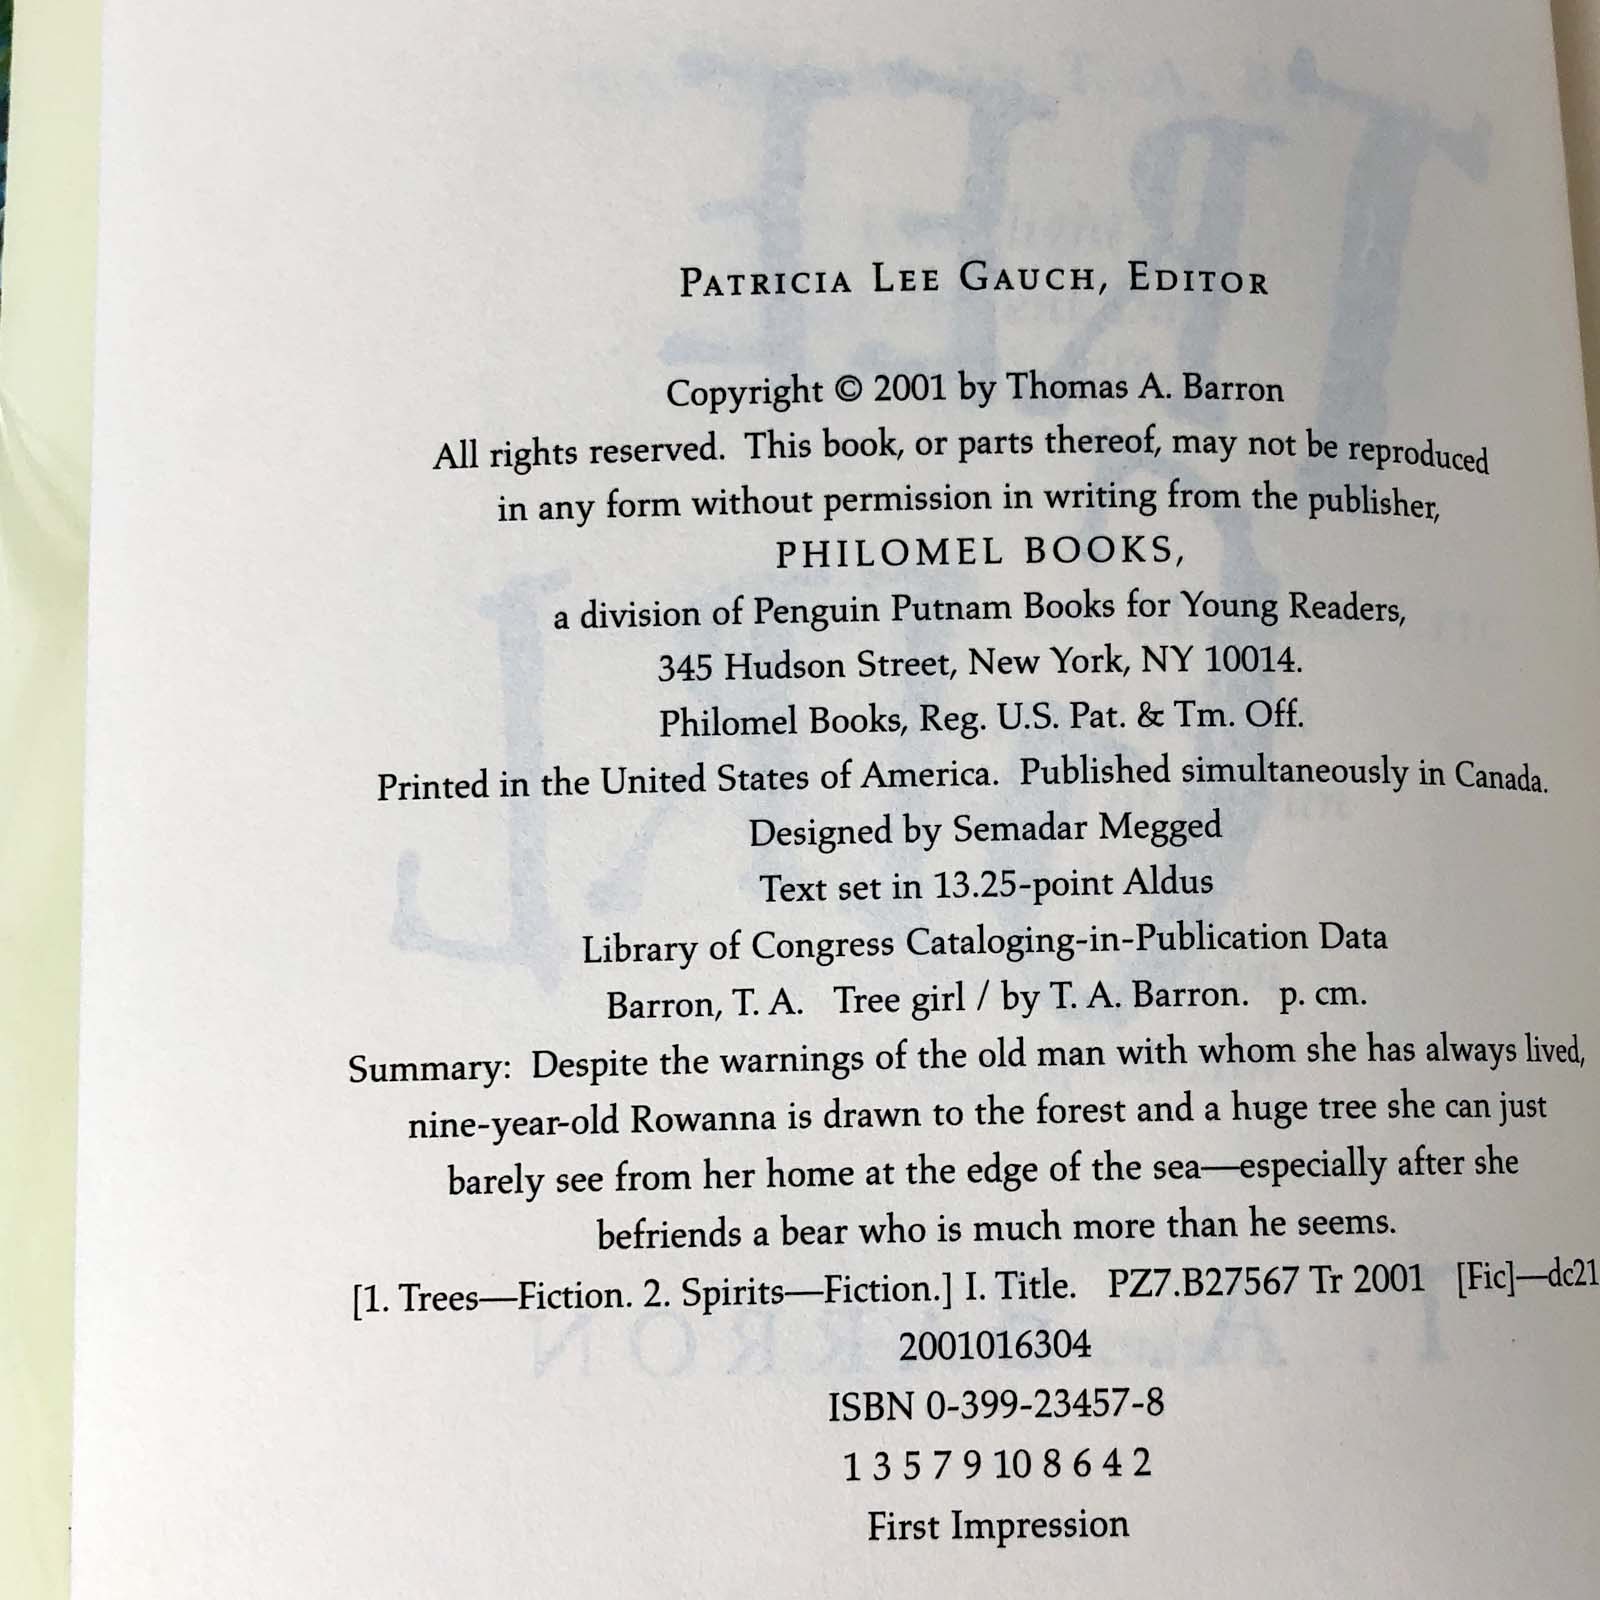 PATRICIA LEE GAUCH, EDITOR
Copyright © 2001 by Thomas A. Barron
All rights reserved. This book, or parts thereof, may not be reproduced
in any form without permission in writing from the publisher,
PHILOMEL BOOKS,
a division of Penguin Putnam Books for Young Readers,
345 Hudson Street, New York, NY 10014.
Philomel Books, Reg. U.S. Pat. & Tm. Off.
Printed in the United States of America. Published simultaneously in Canada.
Designed by Semadar Megged
Text set in 13.25-point Aldus
Library of Congress Cataloging-in-Publication Data
Barron, T. A. Tree girl / by T. A. Barron. p. cm.
Summary: Despite the warnings of the old man with whom she has always lived,
nine-year-old Rowanna is drawn to the forest and a huge tree she can just
barely see from her home at the edge of the sea—especially after she
befriends a bear who is much more than he seems.
[1. Trees—Fiction. 2. Spirits—Fiction.] I. Title. PZ7.B27567 Tr 2001 [Fic]—dc21
2001016304
ISBN 0-399-23457-8
1 3 5 7 9 10 8 6 4 2
First Impression